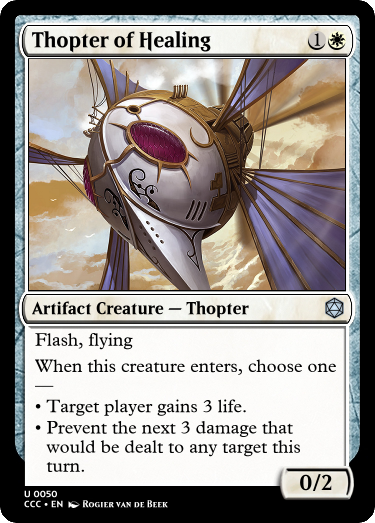 Thopter of Healing 1
Artifact Creature — Thopter
Flash, flying
When this creature enters, choose one
—
• Target player gains 3 life.
• Prevent the next 3 damage that
would be dealt to any target this
turn.
0/2
U 0050
CCC • EN Rogier van de Beek